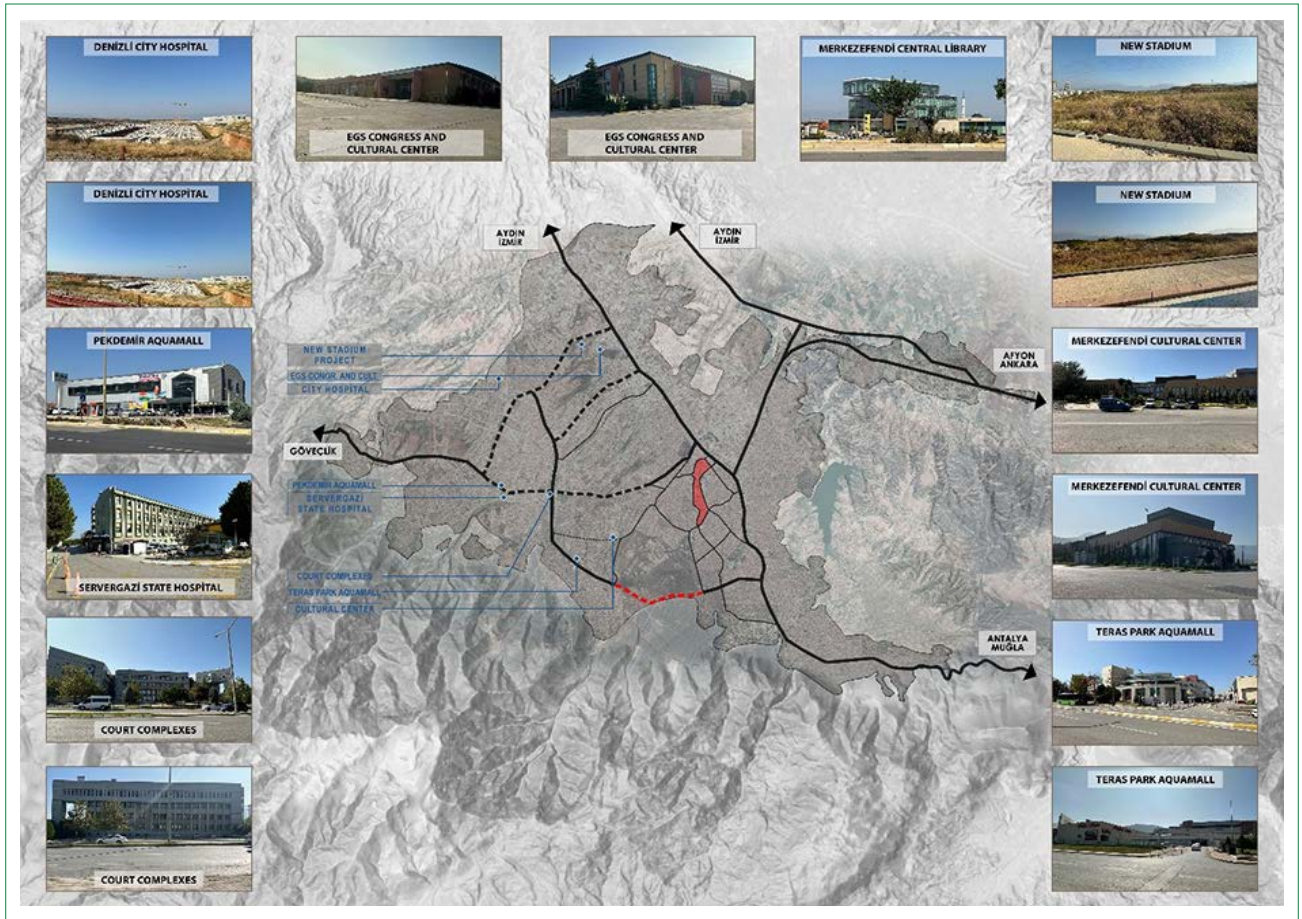 DENİZLİ CITY HOSPITAL
EGS CONGRESS AND
CULTURAL CENTER
EGS CONGRESS AND
CULTURAL CENTER
MERKEZEFENDİ CENTRAL LIBRARY
NEW STADIUM
DENİZLİ CITY HOSPITAL
NEW STADIUM
AYDIN
İZMİR
AYDIN
İZMİR
PEKDEMİR AQUAMALL
MERKEZEFENDİ CULTURAL CENTER
NEW STADIUM
PROJECT
EGS CONGR. AND CULT.
CITY HOSPITAL
AFYON
ANKARA
GÖVEÇLİK
PEKDEMİR AQUAMALL
SERVERGAZİ
STATE HOSPITAL
MERKEZEFENDİ CULTURAL CENTER
SERVERGAZİ STATE HOSPITAL
COURT COMPLEXES
TERAS PARK AQUAMALL
CULTURAL CENTER
ANTALYA
MUĞLA
TERAS PARK AQUAMALL
COURT COMPLEXES
TERAS PARK AQUAMALL
COURT COMPLEXES